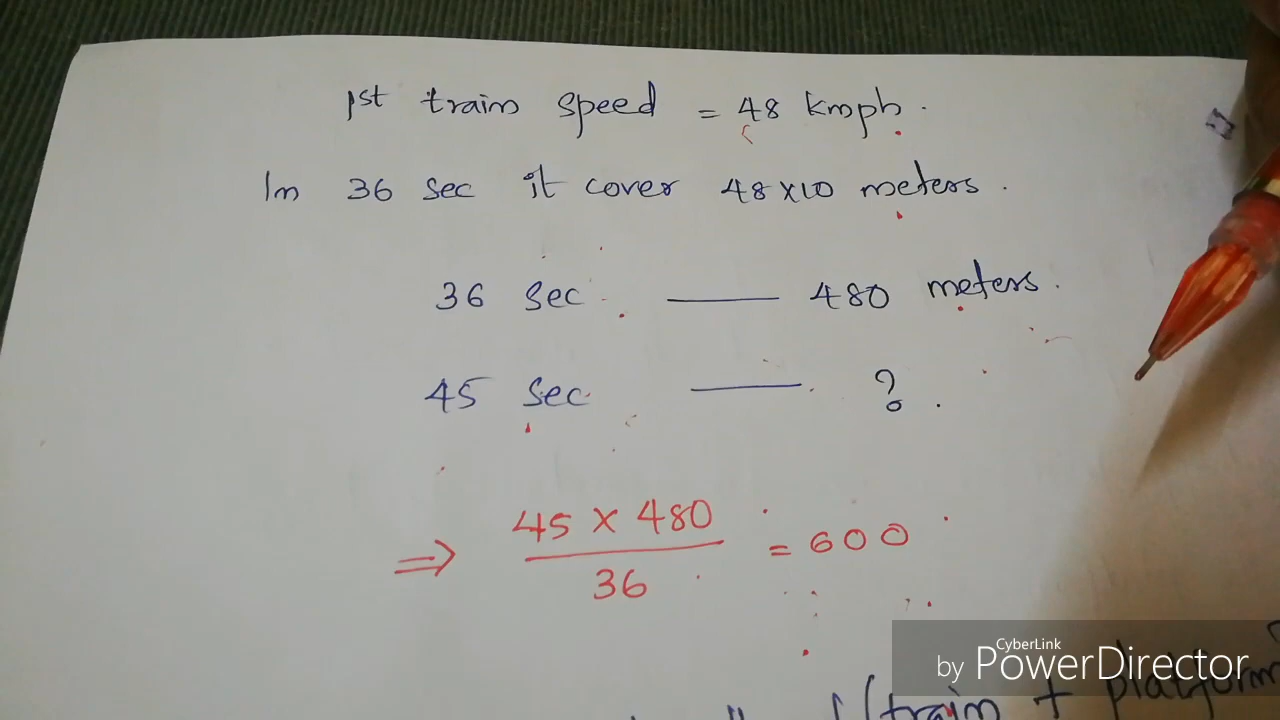 1st train speed = 48 kmph.
In 36 sec it cover 48x10 meters.
36 sec —— 480 meters.
45 sec —— ?.
⇒ 45 x 480 / 36 = 600
(train + platform
CyberLink
by PowerDirector